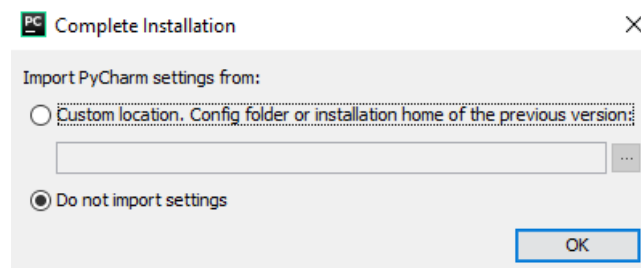 PC Complete Installation
Import PyCharm settings from:
Custom location. Config folder or installation home of the previous version:
...
Do not import settings
OK